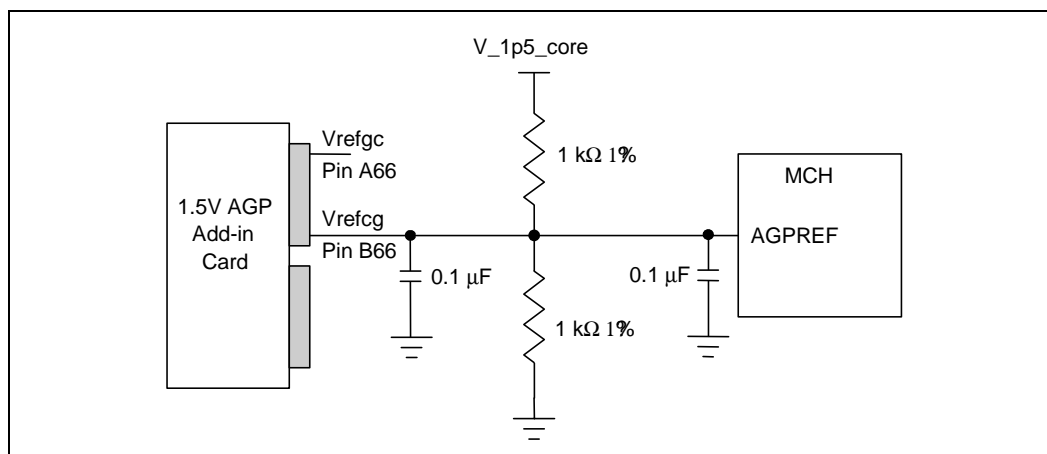 V_1p5_core
Vrefgc
Pin A66
1 kΩ 1%
MCH
1.5V AGP
Add-in
Card
Vrefcg
Pin B66
AGPREF
0.1 μF
0.1 μF
1 kΩ 1%